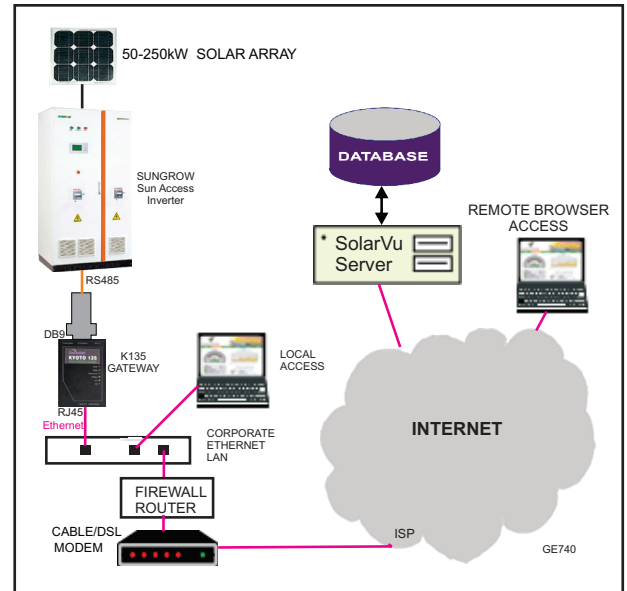 50-250kW SOLAR ARRAY
SUNGROW
Sun Access
Inverter
RS485
DB9
KYOTO 135
K135
GATEWAY
RJ45
Ethernet
LOCAL
ACCESS
CORPORATE
ETHERNET
LAN
FIREWALL
ROUTER
CABLE/DSL
MODEM
DATABASE
SolarVu
Server
REMOTE BROWSER
ACCESS
INTERNET
ISP
GE740